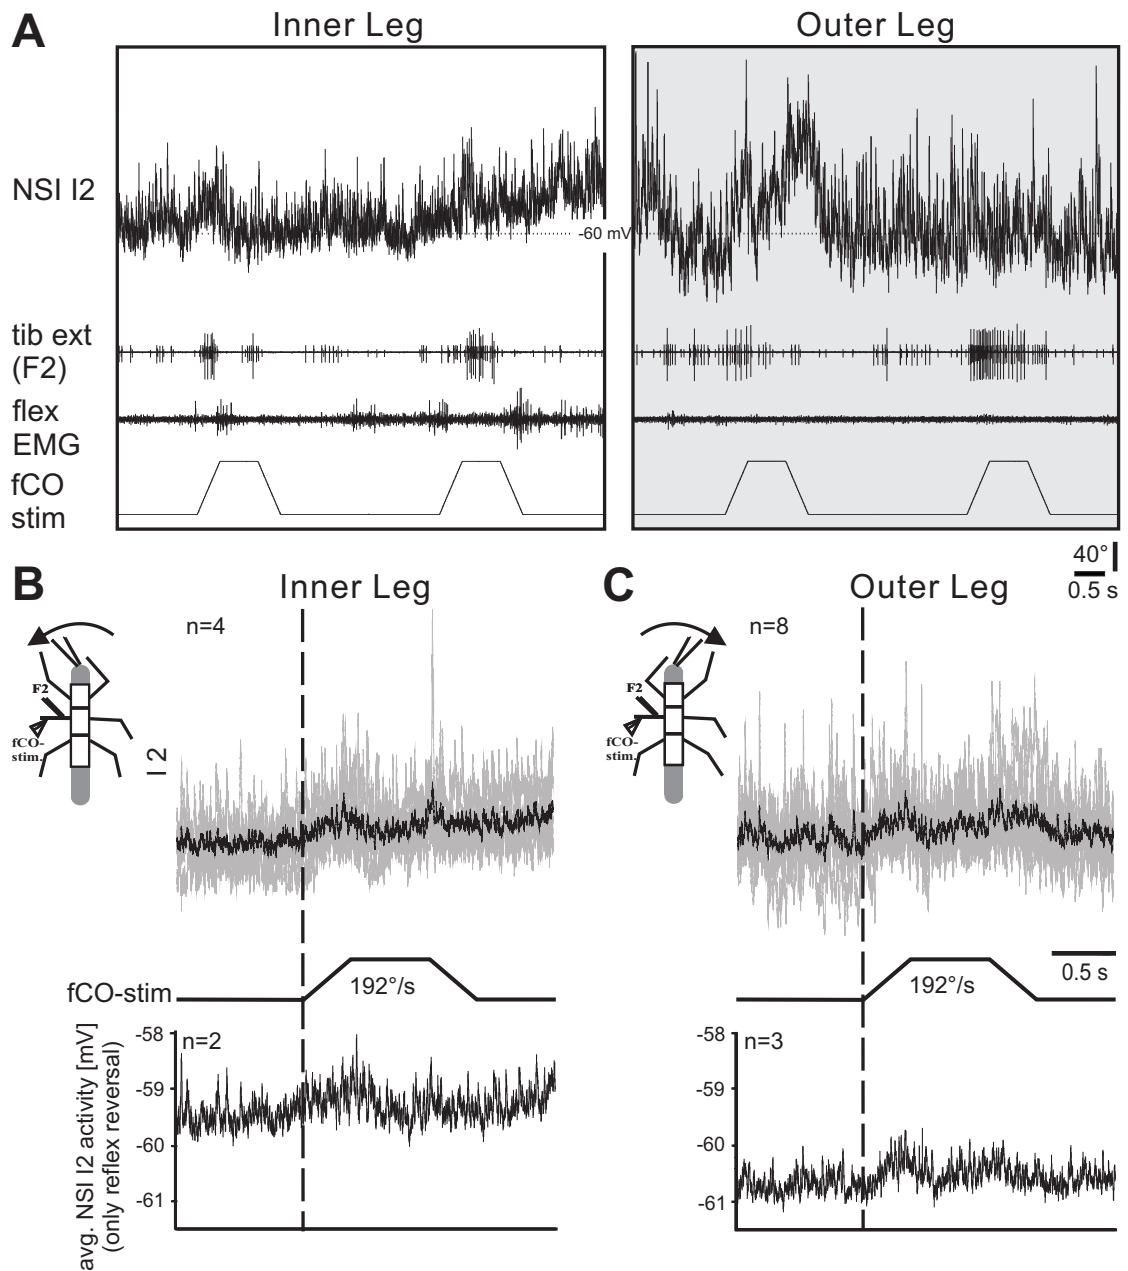 A
Inner Leg
Outer Leg
NSI I2
-60 mV
tib ext
(F2)
flex
EMG
fCO
stim
40°
0.5 s
B
Inner Leg
n=4
F2
fCO-
stim.
I 2
C
Outer Leg
n=8
F2
fCO-
stim.
0.5 s
fCO-stim
192°/s
192°/s
avg. NSI I2 activity [mV]
(only reflex reversal)
-58
-59
-60
-61
n=2
-58
-59
-60
-61
n=3